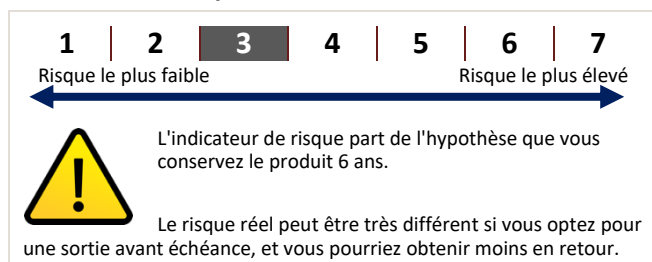 1 2 3 4 5 6 7
Risque le plus faible Risque le plus élevé
L'indicateur de risque part de l'hypothèse que vous
conservez le produit 6 ans.
Le risque réel peut être très différent si vous optez pour
une sortie avant échéance, et vous pourriez obtenir moins en retour.